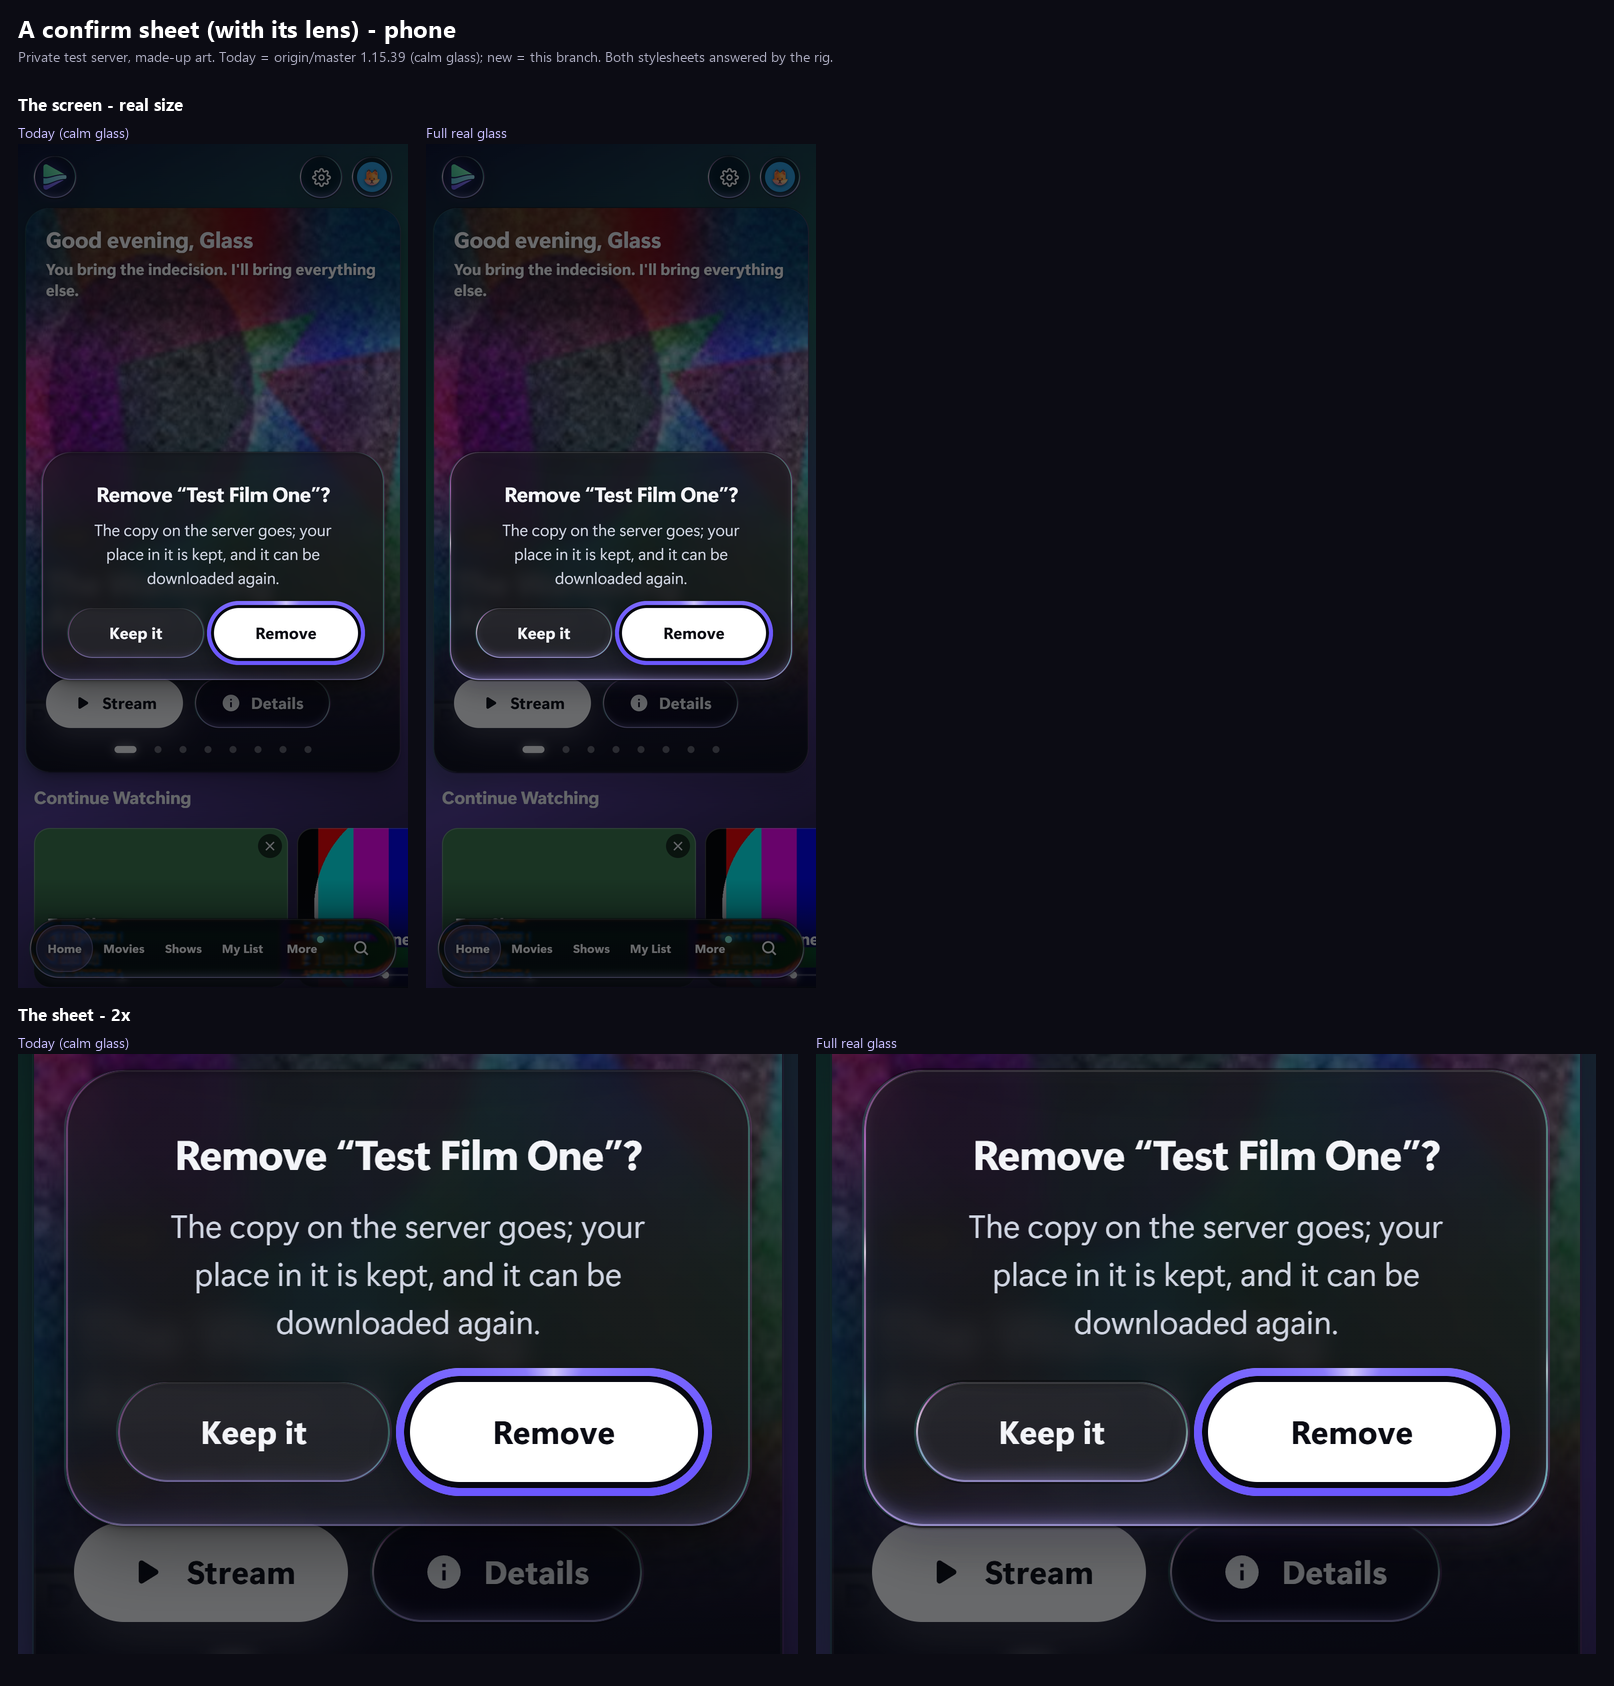 A confirm sheet (with its lens) - phone
Private test server, made-up art. Today = origin/master 1.15.39 (calm glass); new = this branch. Both stylesheets answered by the rig.
The screen - real size
Today (calm glass)
Full real glass
Good evening, Glass
You bring the indecision. I'll bring everything
else.
Remove “Test Film One”?
The copy on the server goes; your
place in it is kept, and it can be
downloaded again.
Keep it
Remove
Stream
Details
Continue Watching
Home
Movies
Shows
My List
More
Good evening, Glass
You bring the indecision. I'll bring everything
else.
Remove “Test Film One”?
The copy on the server goes; your
place in it is kept, and it can be
downloaded again.
Keep it
Remove
Stream
Details
Continue Watching
Home
Movies
Shows
My List
More
The sheet - 2x
Today (calm glass)
Full real glass
Remove “Test Film One”?
The copy on the server goes; your
place in it is kept, and it can be
downloaded again.
Keep it
Remove
Stream
Details
Remove “Test Film One”?
The copy on the server goes; your
place in it is kept, and it can be
downloaded again.
Keep it
Remove
Stream
Details